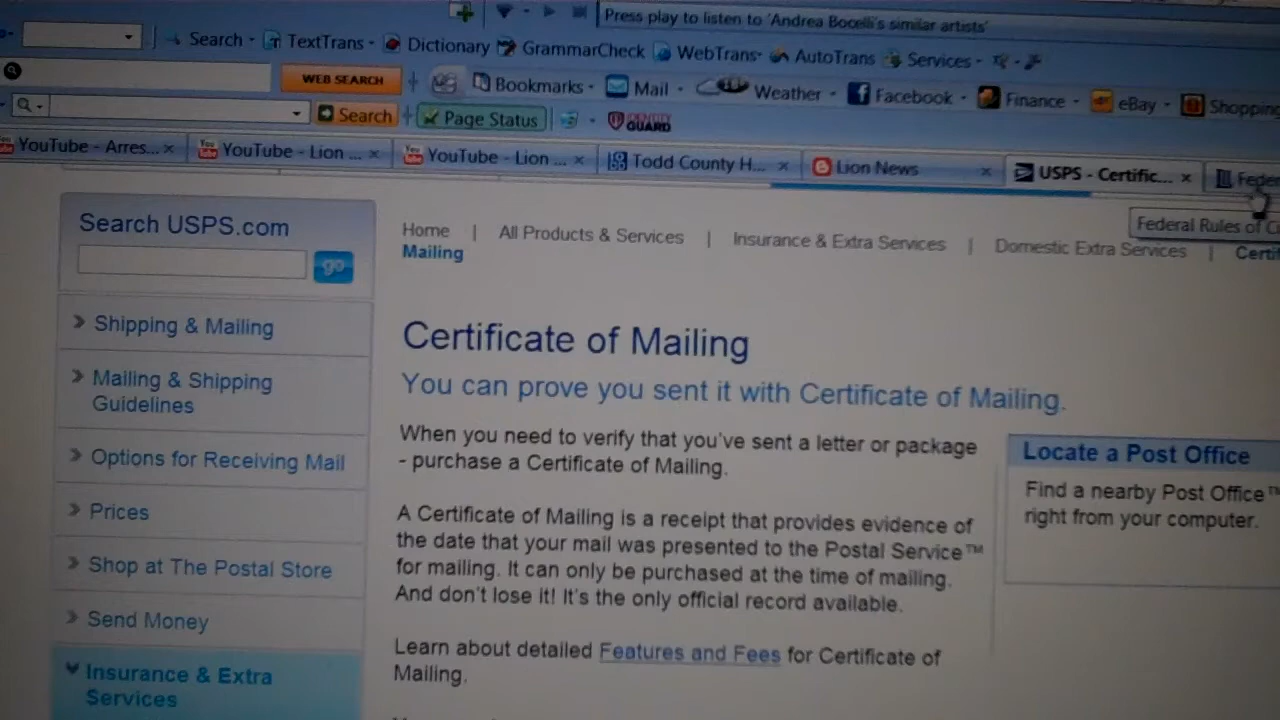 Press play to listen to 'Andrea Bocelli's similar artists'
Search TextTrans Dictionary GrammarCheck WebTrans AutoTrans Services
WEB SEARCH Bookmarks Mail Weather Facebook Finance eBay Shopping
Search Page Status IDENTITY GUARD
YouTube - Arres... YouTube - Lion ... YouTube - Lion ... Todd County H... Lion News USPS - Certific... Feder
Federal Rules of
Search USPS.com
go
Home | All Products & Services | Insurance & Extra Services | Domestic Extra Services | Certi
Mailing
Shipping & Mailing
Mailing & Shipping
Guidelines
Options for Receiving Mail
Prices
Shop at The Postal Store
Send Money
Insurance & Extra
Services
Certificate of Mailing
You can prove you sent it with Certificate of Mailing.
When you need to verify that you've sent a letter or package
- purchase a Certificate of Mailing.
A Certificate of Mailing is a receipt that provides evidence of
the date that your mail was presented to the Postal Service™
for mailing. It can only be purchased at the time of mailing.
And don't lose it! It's the only official record available.
Learn about detailed Features and Fees for Certificate of
Mailing.
Locate a Post Office
Find a nearby Post Office™
right from your computer.